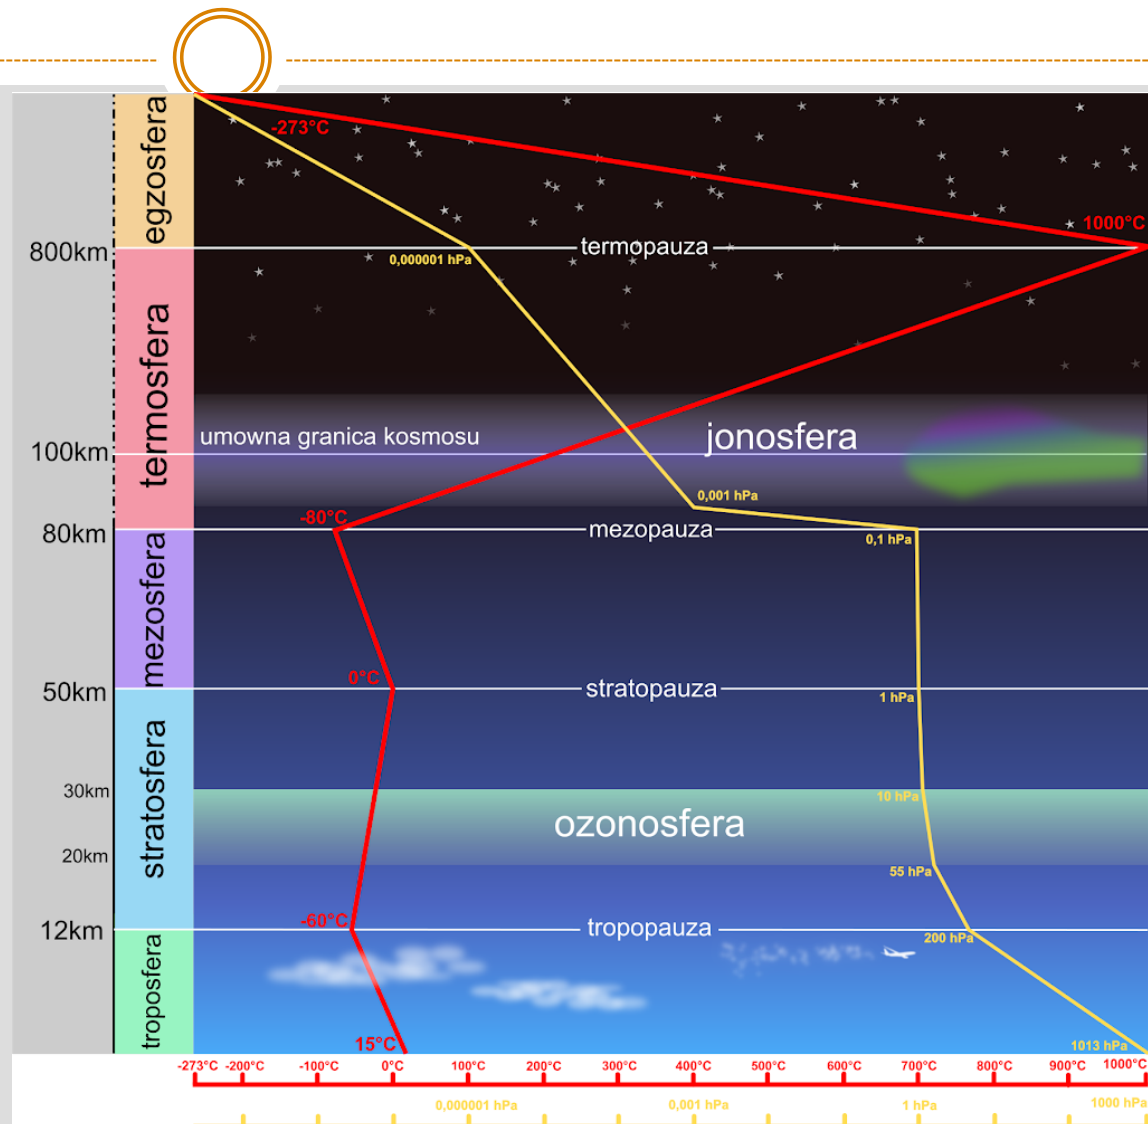 egzosfera
-273°C
1000°C
800km
termopauza
0,000001 hPa
termosfera
umowna granica kosmosu
jonosfera
100km
0,001 hPa
-80°C
mezopauza
80km
0,1 hPa
mezosfera
0°C
50km
stratopauza
1 hPa
stratosfera
30km
10 hPa
ozonosfera
20km
55 hPa
-60°C
12km
tropopauza
200 hPa
troposfera
15°C
1013 hPa
-273°C -200°C -100°C 0°C 100°C 200°C 300°C 400°C 500°C 600°C 700°C 800°C 900°C 1000°C
0,000001 hPa 0,001 hPa 1 hPa 1000 hPa